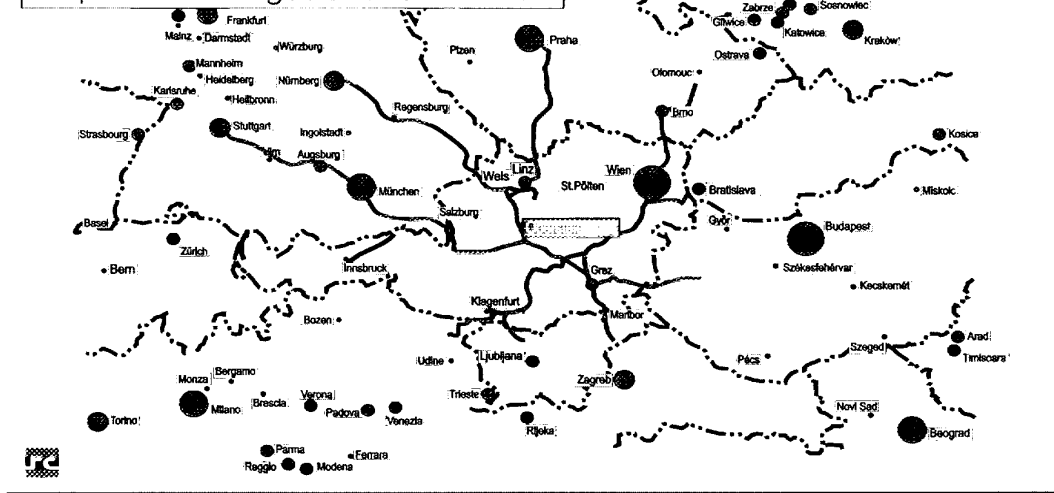 Frankfurt
Mainz
Darmstadt
Würzburg
Mannheim
Heidelberg
Nürnberg
Karlsruhe
Heilbronn
Strasbourg
Stuttgart
Ingolstadt
Regensburg
Ulm
Augsburg
München
Plzen
Praha
Gliwice
Zabrze
Sosnowiec
Katowice
Kraków
Ostrava
Olomouc
Brno
Kosice
Miskolc
Wels
Linz
St.Pölten
Wien
Bratislava
Györ
Budapest
Salzburg
Basel
Zürich
Bern
Innsbruck
Graz
Székesfehérvar
Kecskemét
Klagenfurt
Maribor
Bozen
Udine
Ljubljana
Pécs
Szeged
Arad
Timisoara
Monza
Bergamo
Milano
Brescia
Verona
Padova
Venezia
Trieste
Zagreb
Rijeka
Novi Sad
Beograd
Torino
Parma
Reggio
Modena
Ferrara